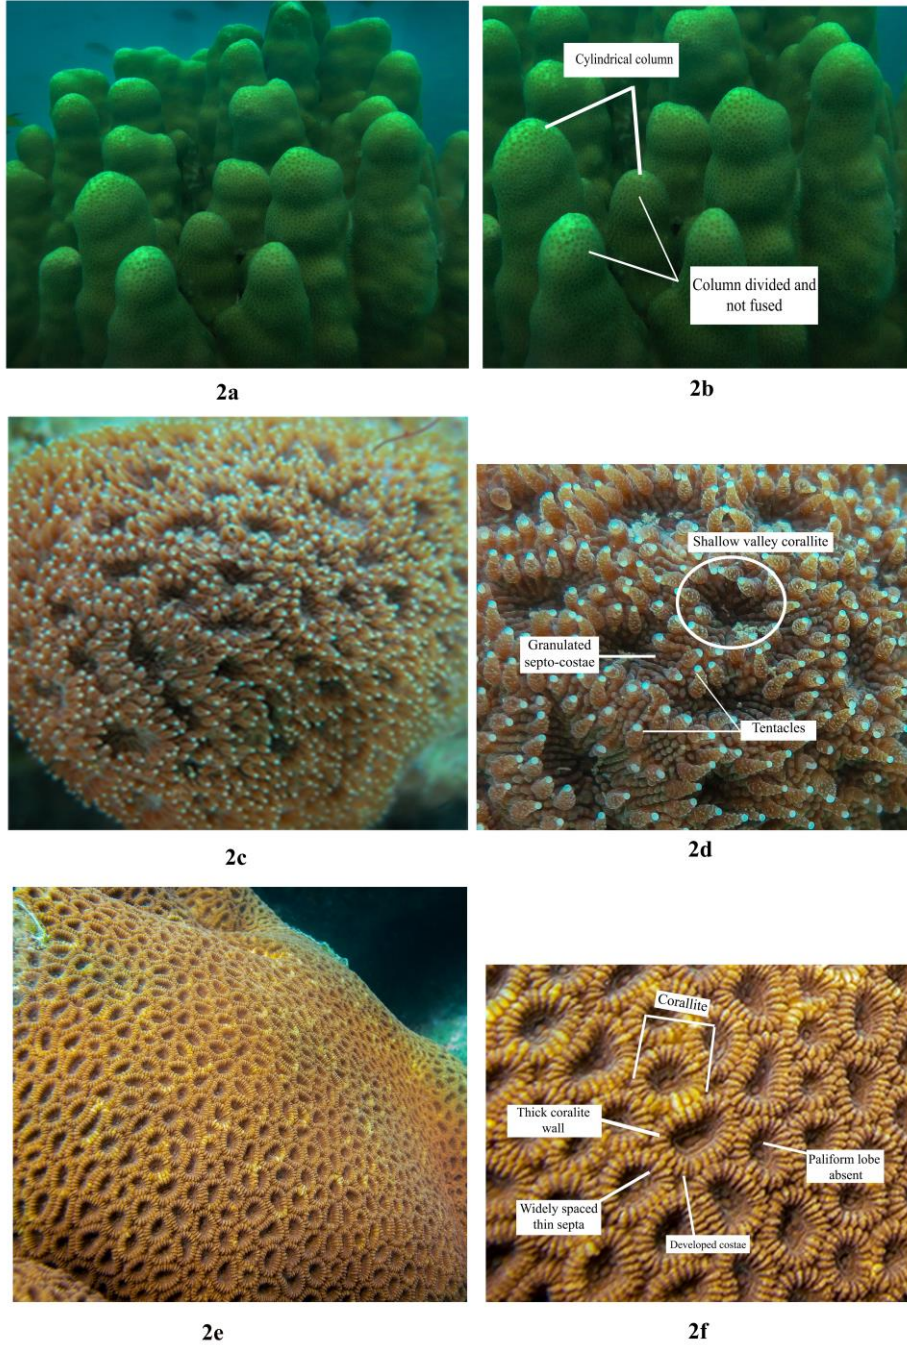 Cylindrical column
Column divided and
not fused
2a
2b
Shallow valley corallite
Granulated
septo-costae
Tentacles
2c
2d
Corallite
Thick coralite
wall
Paliform lobe
absent
Widely spaced
thin septa
Developed costae
2e
2f